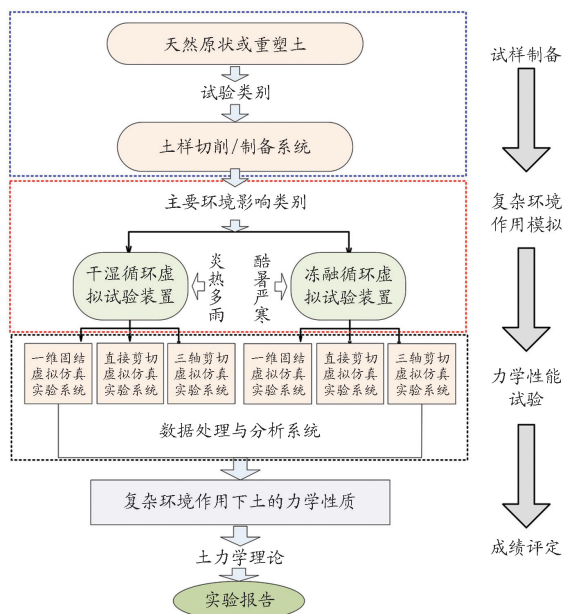 天然原状或重塑土
试样制备
试验类别
土样切削/制备系统
主要环境影响类别
复杂环境
作用模拟
干湿循环虚
拟试验装置
炎热多雨
酷暑严寒
冻融循环虚
拟试验装置
一维固结
虚拟仿真
实验系统
直接剪切
虚拟仿真
实验系统
三轴剪切
虚拟仿真
实验系统
一维固结
虚拟仿真
实验系统
直接剪切
虚拟仿真
实验系统
三轴剪切
虚拟仿真
实验系统
力学性能
试验
数据处理与分析系统
复杂环境作用下土的力学性质
土力学理论
成绩评定
实验报告